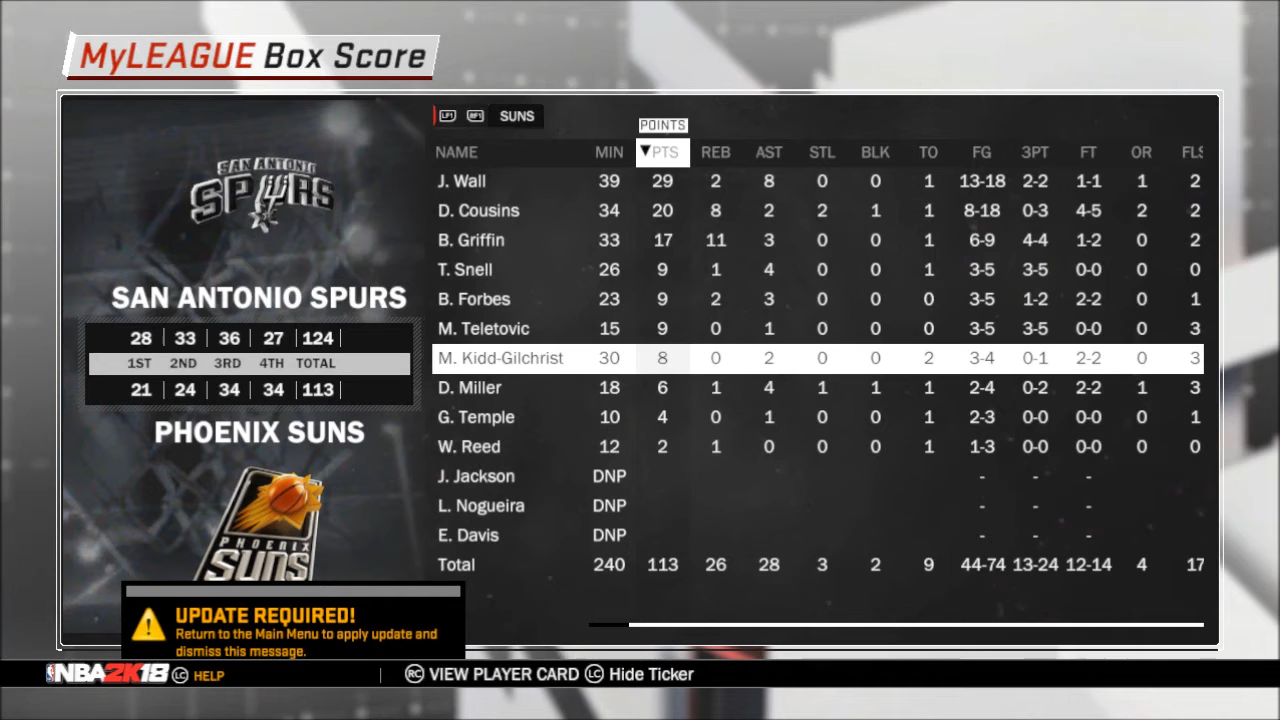 MyLEAGUE Box Score
SAN ANTONIO
SPURS
SAN ANTONIO SPURS
28 33 36 27 124
1ST 2ND 3RD 4TH TOTAL
21 24 34 34 113
PHOENIX SUNS
PHOENIX
SUNS
LP1 RP1 SUNS
POINTS
NAME MIN ▼PTS REB AST STL BLK TO FG 3PT FT OR FLS
J. Wall 39 29 2 8 0 0 1 13-18 2-2 1-1 1 2
D. Cousins 34 20 8 2 2 1 1 8-18 0-3 4-5 2 2
B. Griffin 33 17 11 3 0 0 1 6-9 4-4 1-2 0 2
T. Snell 26 9 1 4 0 0 1 3-5 3-5 0-0 0 0
B. Forbes 23 9 2 3 0 0 0 3-5 1-2 2-2 0 1
M. Teletovic 15 9 0 1 0 0 0 3-5 3-5 0-0 0 3
M. Kidd-Gilchrist 30 8 0 2 0 0 2 3-4 0-1 2-2 0 3
D. Miller 18 6 1 4 1 1 1 2-4 0-2 2-2 1 3
G. Temple 10 4 0 1 0 0 1 2-3 0-0 0-0 0 1
W. Reed 12 2 1 0 0 0 1 1-3 0-0 0-0 0 0
J. Jackson DNP - - -
L. Nogueira DNP - - -
E. Davis DNP - - -
Total 240 113 26 28 3 2 9 44-74 13-24 12-14 4 17
UPDATE REQUIRED!
Return to the Main Menu to apply update and
dismiss this message.
NBA2K18 LC HELP RC VIEW PLAYER CARD LC Hide Ticker